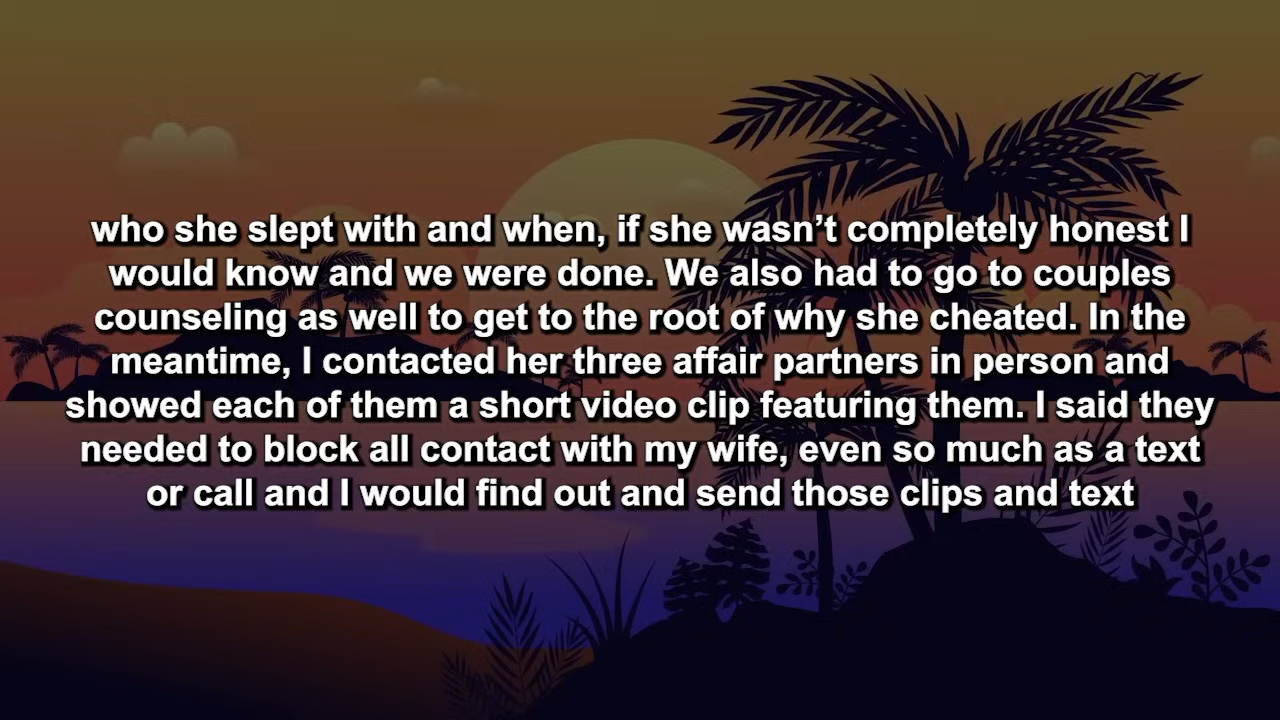 who she slept with and when, if she wasn’t completely honest I
would know and we were done. We also had to go to couples
counseling as well to get to the root of why she cheated. In the
meantime, I contacted her three affair partners in person and
showed each of them a short video clip featuring them. I said they
needed to block all contact with my wife, even so much as a text
or call and I would find out and send those clips and text